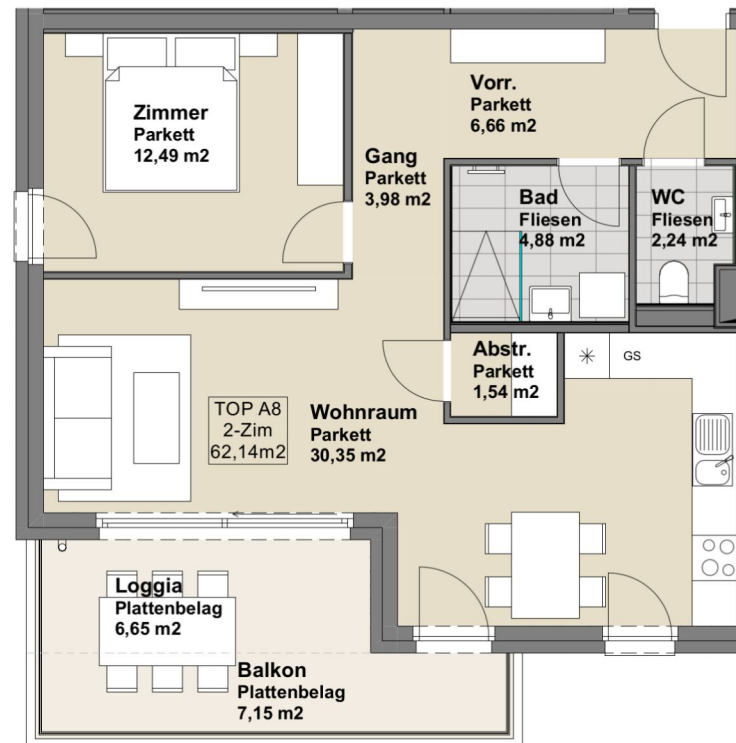 Zimmer
Parkett
12,49 m2
Vorr.
Parkett
6,66 m2
Gang
Parkett
3,98 m2
Bad
Fliesen
4,88 m2
WC
Fliesen
2,24 m2
Abstr.
Parkett
1,54 m2
GS
TOP A8
2-Zim
62,14m2
Wohnraum
Parkett
30,35 m2
Loggia
Plattenbelag
6,65 m2
Balkon
Plattenbelag
7,15 m2